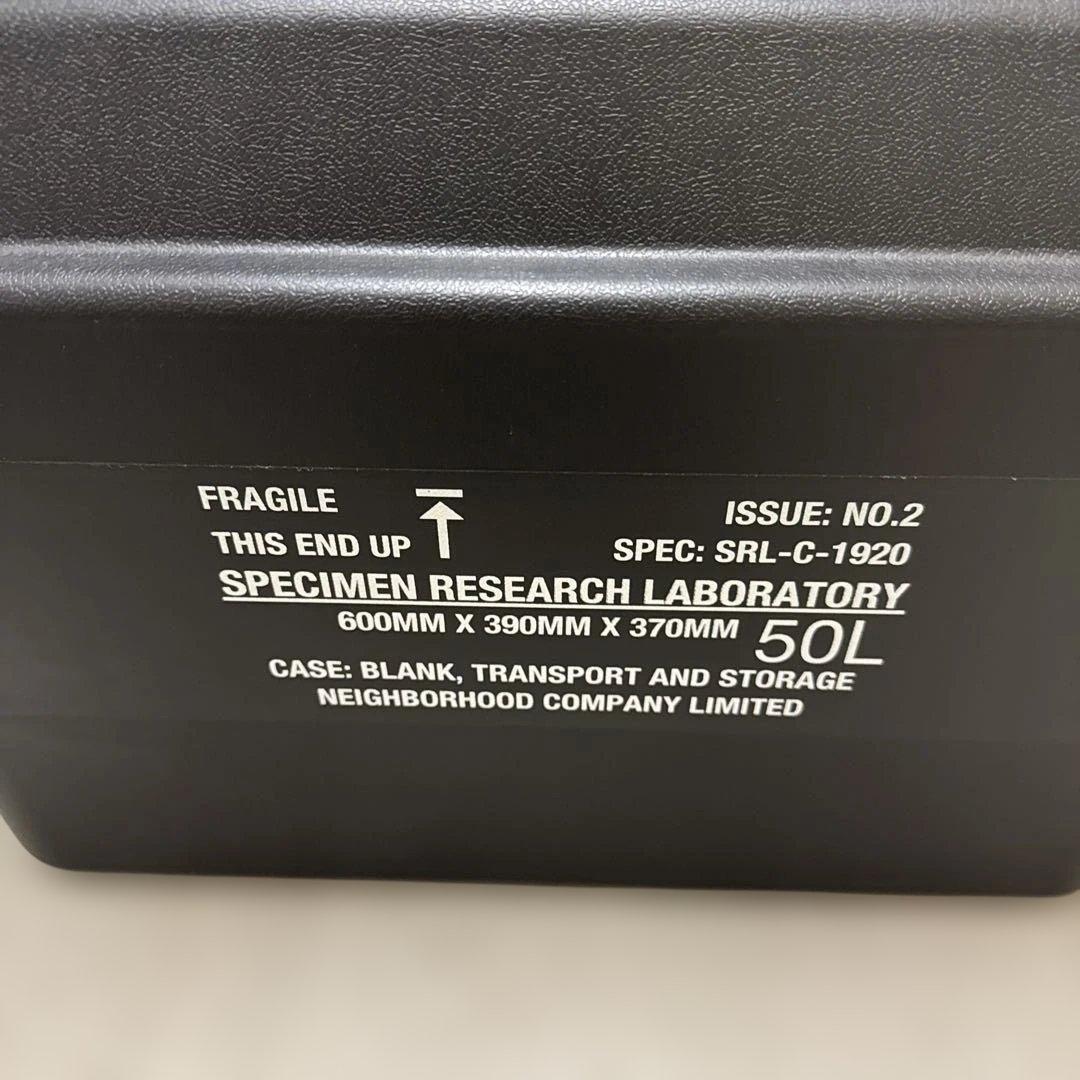 FRAGILE
THIS END UP
ISSUE: NO.2
SPEC: SRL-C-1920
SPECIMEN RESEARCH LABORATORY
600MM X 390MM X 370MM 50L
CASE: BLANK, TRANSPORT AND STORAGE
NEIGHBORHOOD COMPANY LIMITED